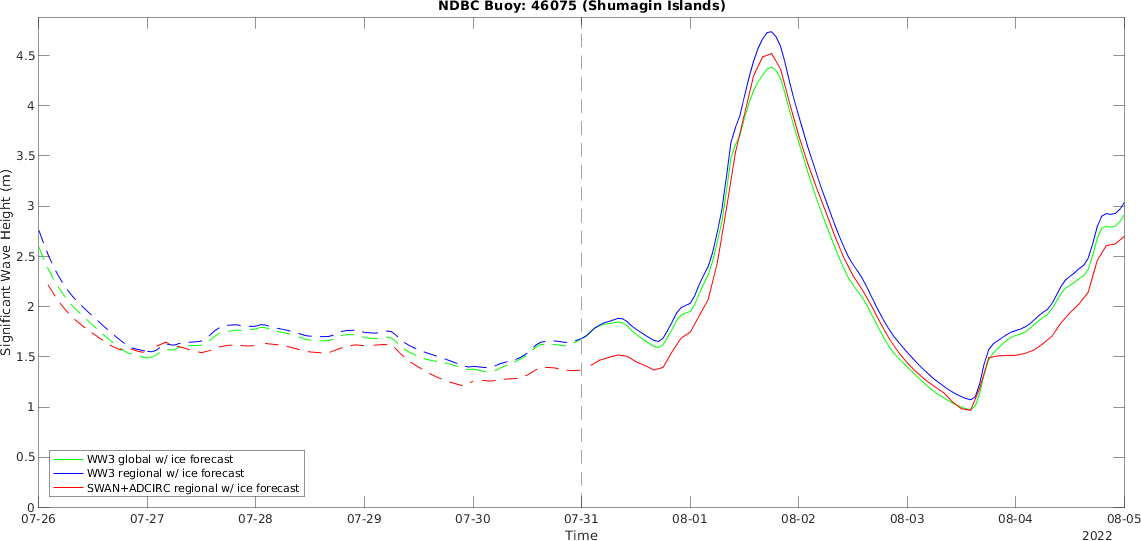 NDBC Buoy: 46075 (Shumagin Islands)
Significant Wave Height (m)
4.5
4
3.5
3
2.5
2
1.5
1
0.5
0
WW3 global w/ ice forecast
WW3 regional w/ ice forecast
SWAN+ADCIRC regional w/ ice forecast
07-26 07-27 07-28 07-29 07-30 07-31 08-01 08-02 08-03 08-04 08-05
Time
2022